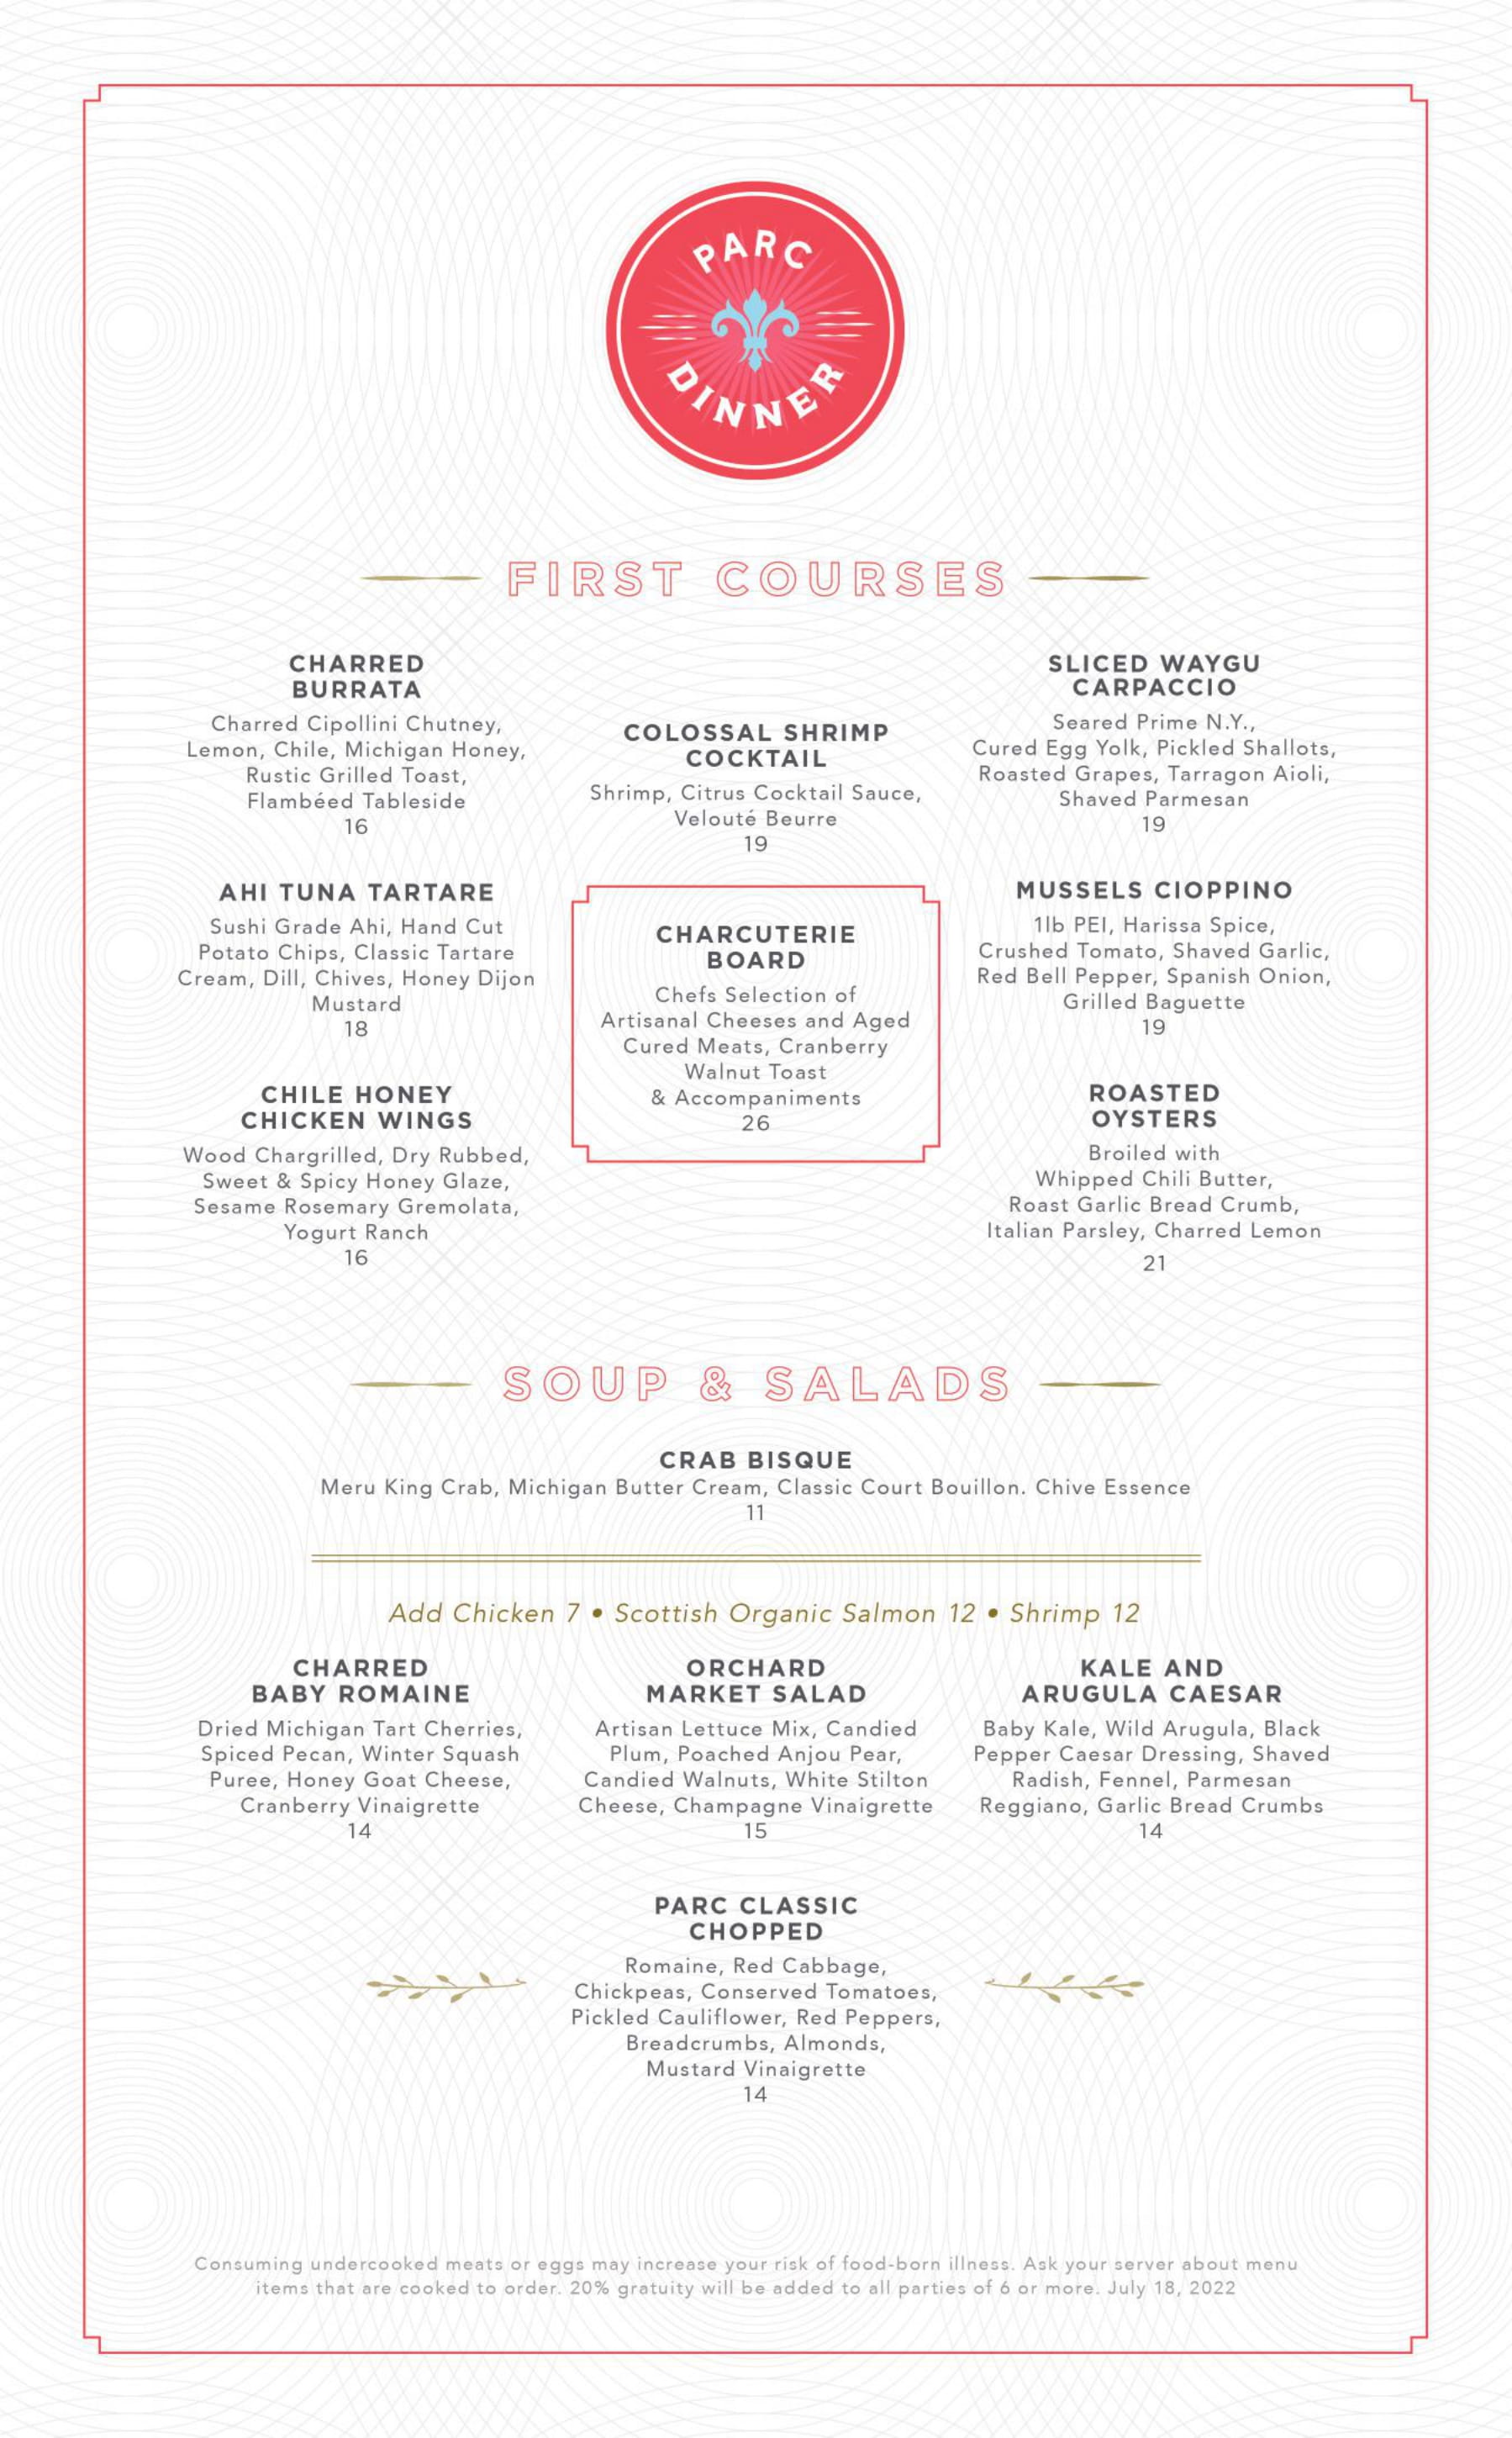 PARC
DINNER
FIRST COURSES
CHARRED
BURRATA
Charred Cipollini Chutney,
Lemon, Chile, Michigan Honey,
Rustic Grilled Toast,
Flambéed Tableside
16
AHI TUNA TARTARE
Sushi Grade Ahi, Hand Cut
Potato Chips, Classic Tartare
Cream, Dill, Chives, Honey Dijon
Mustard
18
CHILE HONEY
CHICKEN WINGS
Wood Chargrilled, Dry Rubbed,
Sweet & Spicy Honey Glaze,
Sesame Rosemary Gremolata,
Yogurt Ranch
16
COLOSSAL SHRIMP
COCKTAIL
Shrimp, Citrus Cocktail Sauce,
Velouté Beurre
19
CHARCUTERIE
BOARD
Chefs Selection of
Artisanal Cheeses and Aged
Cured Meats, Cranberry
Walnut Toast
& Accompaniments
26
SLICED WAYGU
CARPACCIO
Seared Prime N.Y.,
Cured Egg Yolk, Pickled Shallots,
Roasted Grapes, Tarragon Aioli,
Shaved Parmesan
19
MUSSELS CIOPPINO
1lb PEI, Harissa Spice,
Crushed Tomato, Shaved Garlic,
Red Bell Pepper, Spanish Onion,
Grilled Baguette
19
ROASTED
OYSTERS
Broiled with
Whipped Chili Butter,
Roast Garlic Bread Crumb,
Italian Parsley, Charred Lemon
21
SOUP & SALADS
CRAB BISQUE
Meru King Crab, Michigan Butter Cream, Classic Court Bouillon. Chive Essence
11
Add Chicken 7 • Scottish Organic Salmon 12 • Shrimp 12
CHARRED
BABY ROMAINE
Dried Michigan Tart Cherries,
Spiced Pecan, Winter Squash
Puree, Honey Goat Cheese,
Cranberry Vinaigrette
14
ORCHARD
MARKET SALAD
Artisan Lettuce Mix, Candied
Plum, Poached Anjou Pear,
Candied Walnuts, White Stilton
Cheese, Champagne Vinaigrette
15
KALE AND
ARUGULA CAESAR
Baby Kale, Wild Arugula, Black
Pepper Caesar Dressing, Shaved
Radish, Fennel, Parmesan
Reggiano, Garlic Bread Crumbs
14
PARC CLASSIC
CHOPPED
Romaine, Red Cabbage,
Chickpeas, Conserved Tomatoes,
Pickled Cauliflower, Red Peppers,
Breadcrumbs, Almonds,
Mustard Vinaigrette
14
Consuming undercooked meats or eggs may increase your risk of food-born illness. Ask your server about menu
items that are cooked to order. 20% gratuity will be added to all parties of 6 or more. July 18, 2022